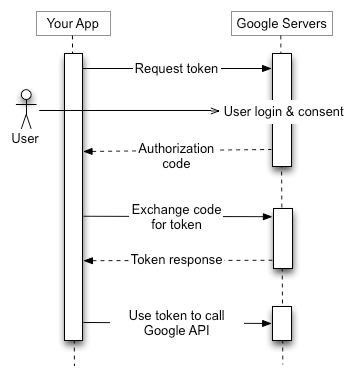 Your App
Google Servers
Request token
User login & consent
User
Authorization
code
Exchange code
for token
Token response
Use token to call
Google API